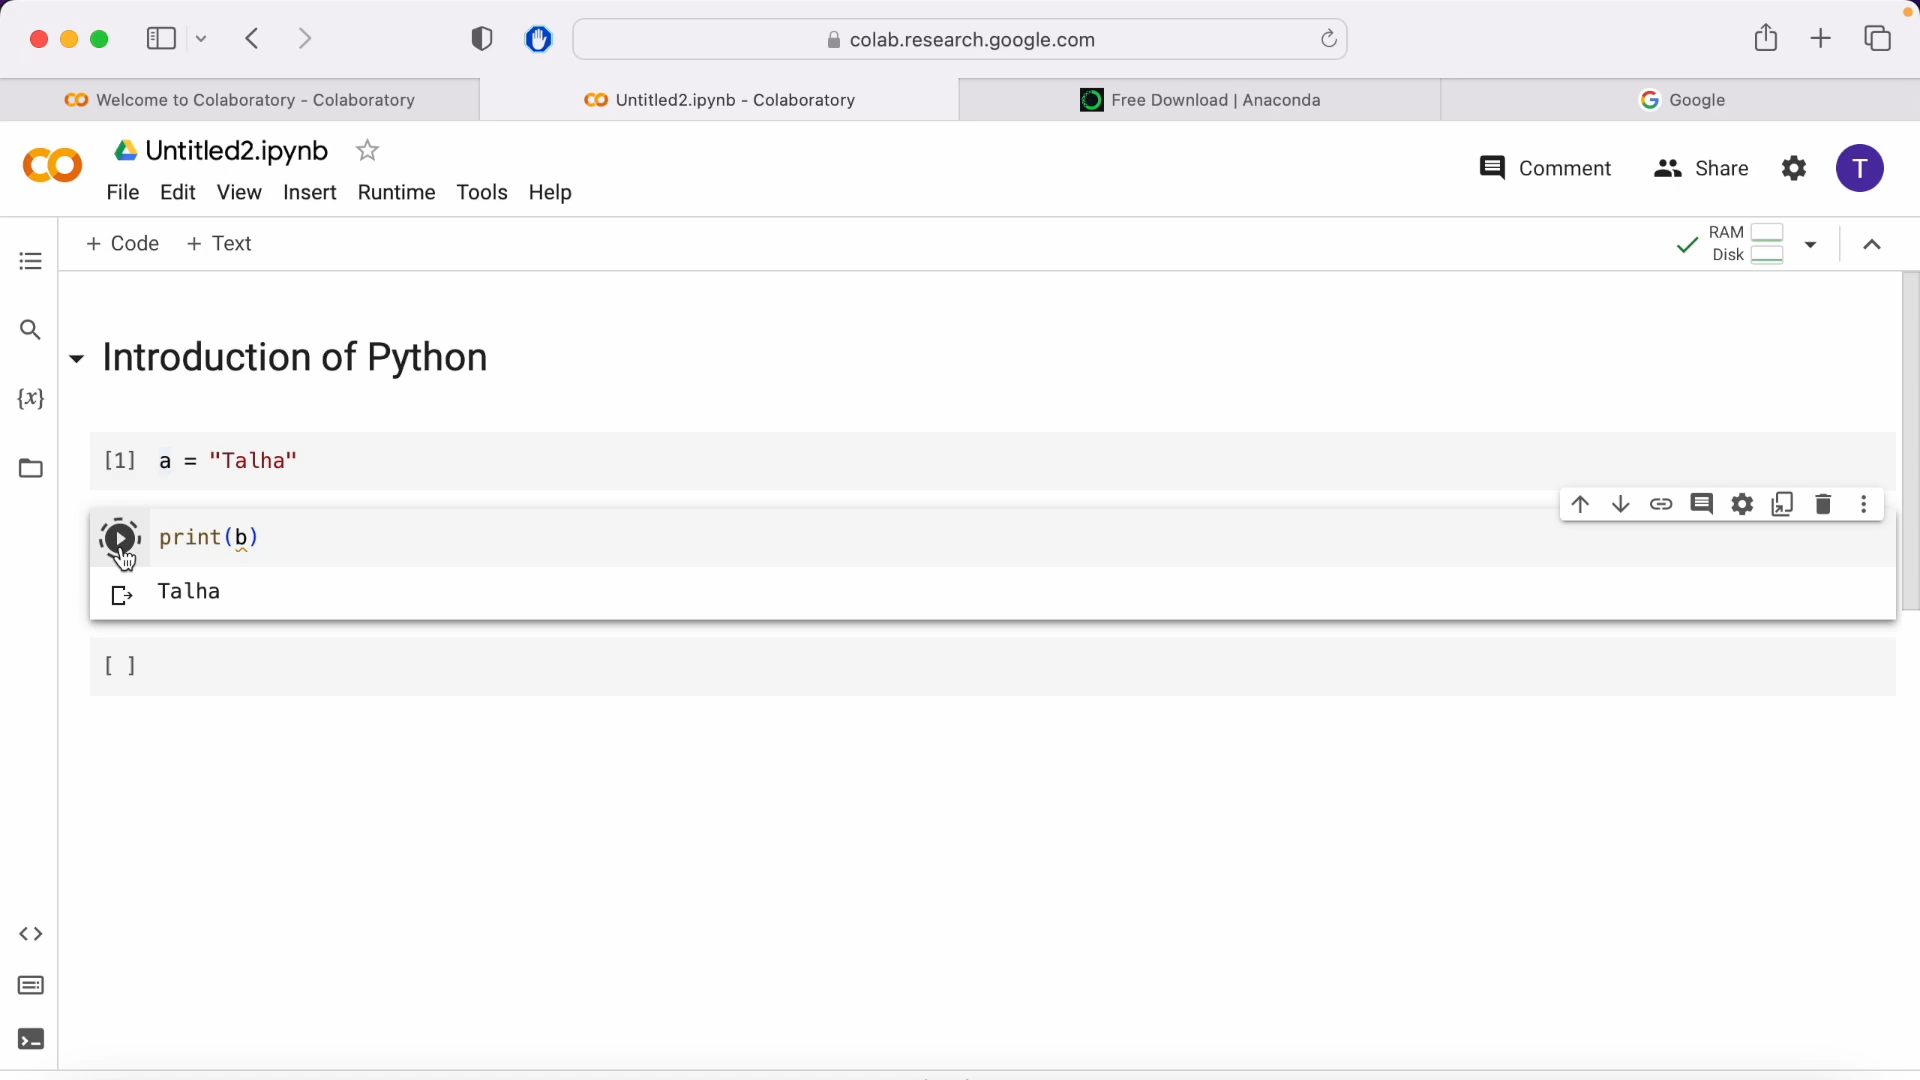 colab.research.google.com
Welcome to Colaboratory - Colaboratory
Untitled2.ipynb - Colaboratory
Free Download | Anaconda
Google
Untitled2.ipynb
Comment
Share
T
File Edit View Insert Runtime Tools Help
+ Code + Text
RAM
Disk
{x}
Introduction of Python
[1] a = "Talha"
print(b)
Talha
[ ]